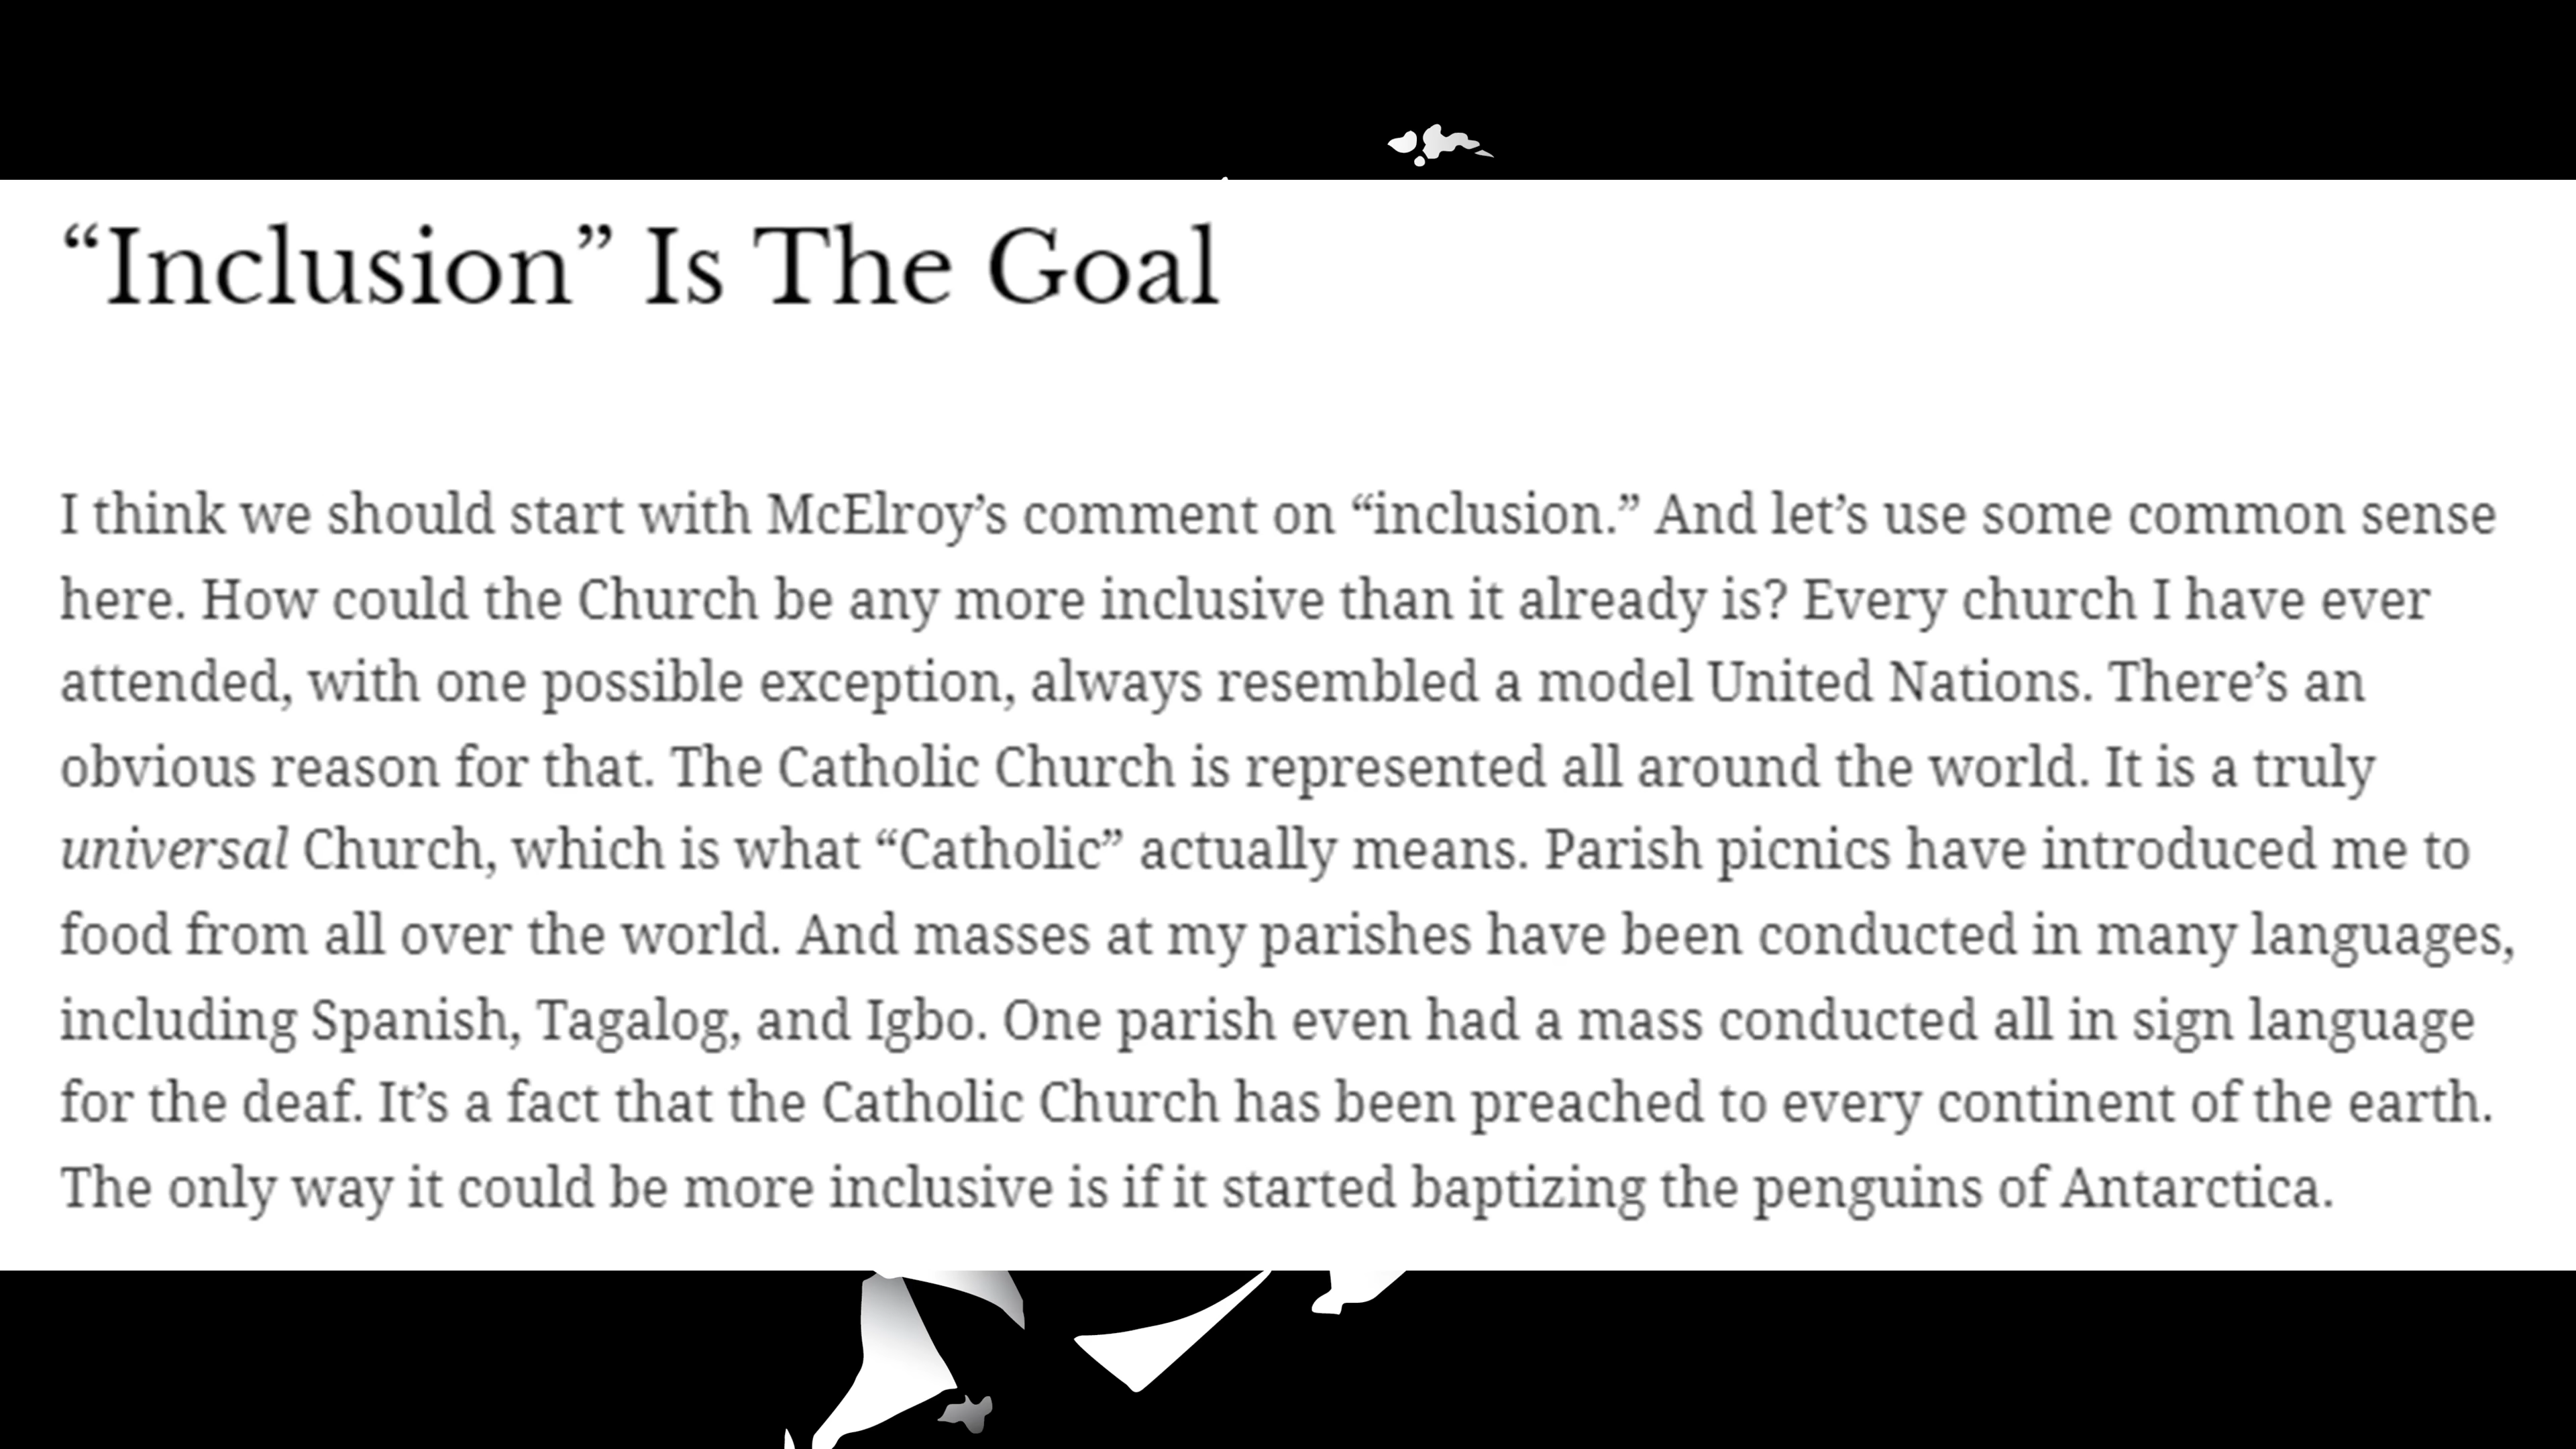 “Inclusion” Is The Goal
I think we should start with McElroy’s comment on “inclusion.” And let’s use some common sense
here. How could the Church be any more inclusive than it already is? Every church I have ever
attended, with one possible exception, always resembled a model United Nations. There’s an
obvious reason for that. The Catholic Church is represented all around the world. It is a truly
universal Church, which is what “Catholic” actually means. Parish picnics have introduced me to
food from all over the world. And masses at my parishes have been conducted in many languages,
including Spanish, Tagalog, and Igbo. One parish even had a mass conducted all in sign language
for the deaf. It’s a fact that the Catholic Church has been preached to every continent of the earth.
The only way it could be more inclusive is if it started baptizing the penguins of Antarctica.